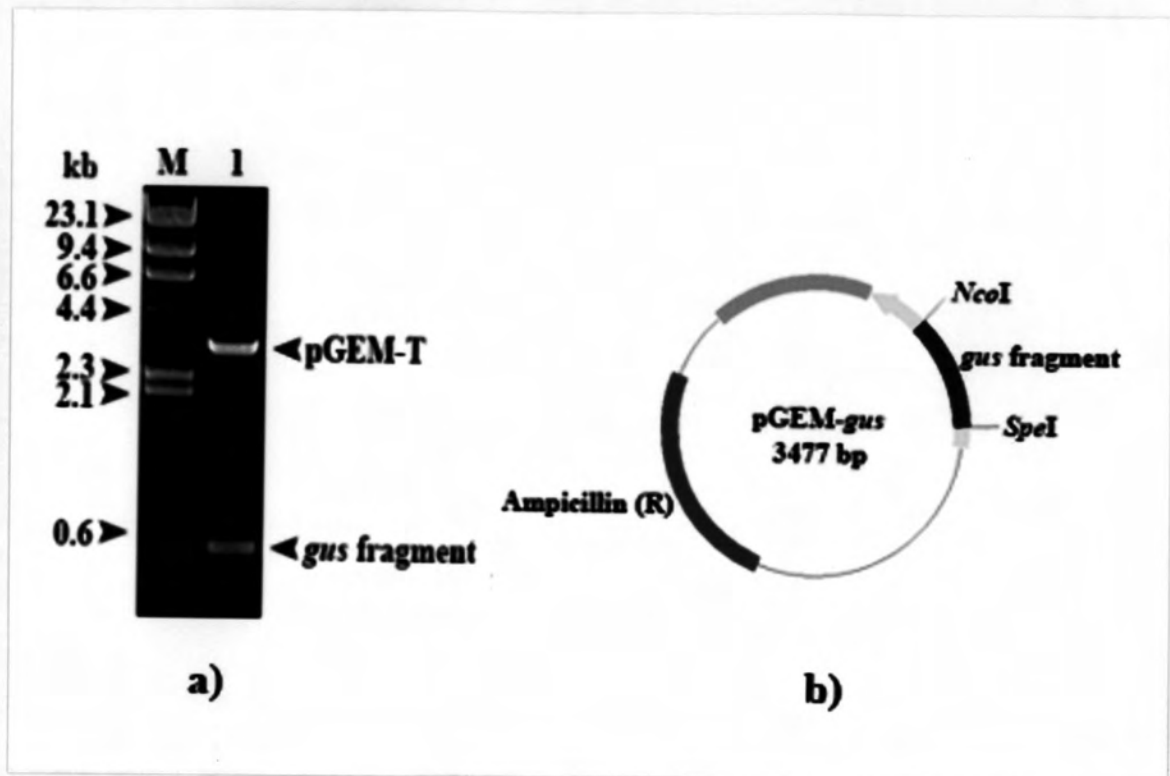 kb M 1
23.1
9.4
6.6
4.4
2.3
2.1
0.6
pGEM-T
gus fragment
a)
NcoI
gus fragment
SpeI
pGEM-gus
3477 bp
Ampicillin (R)
b)